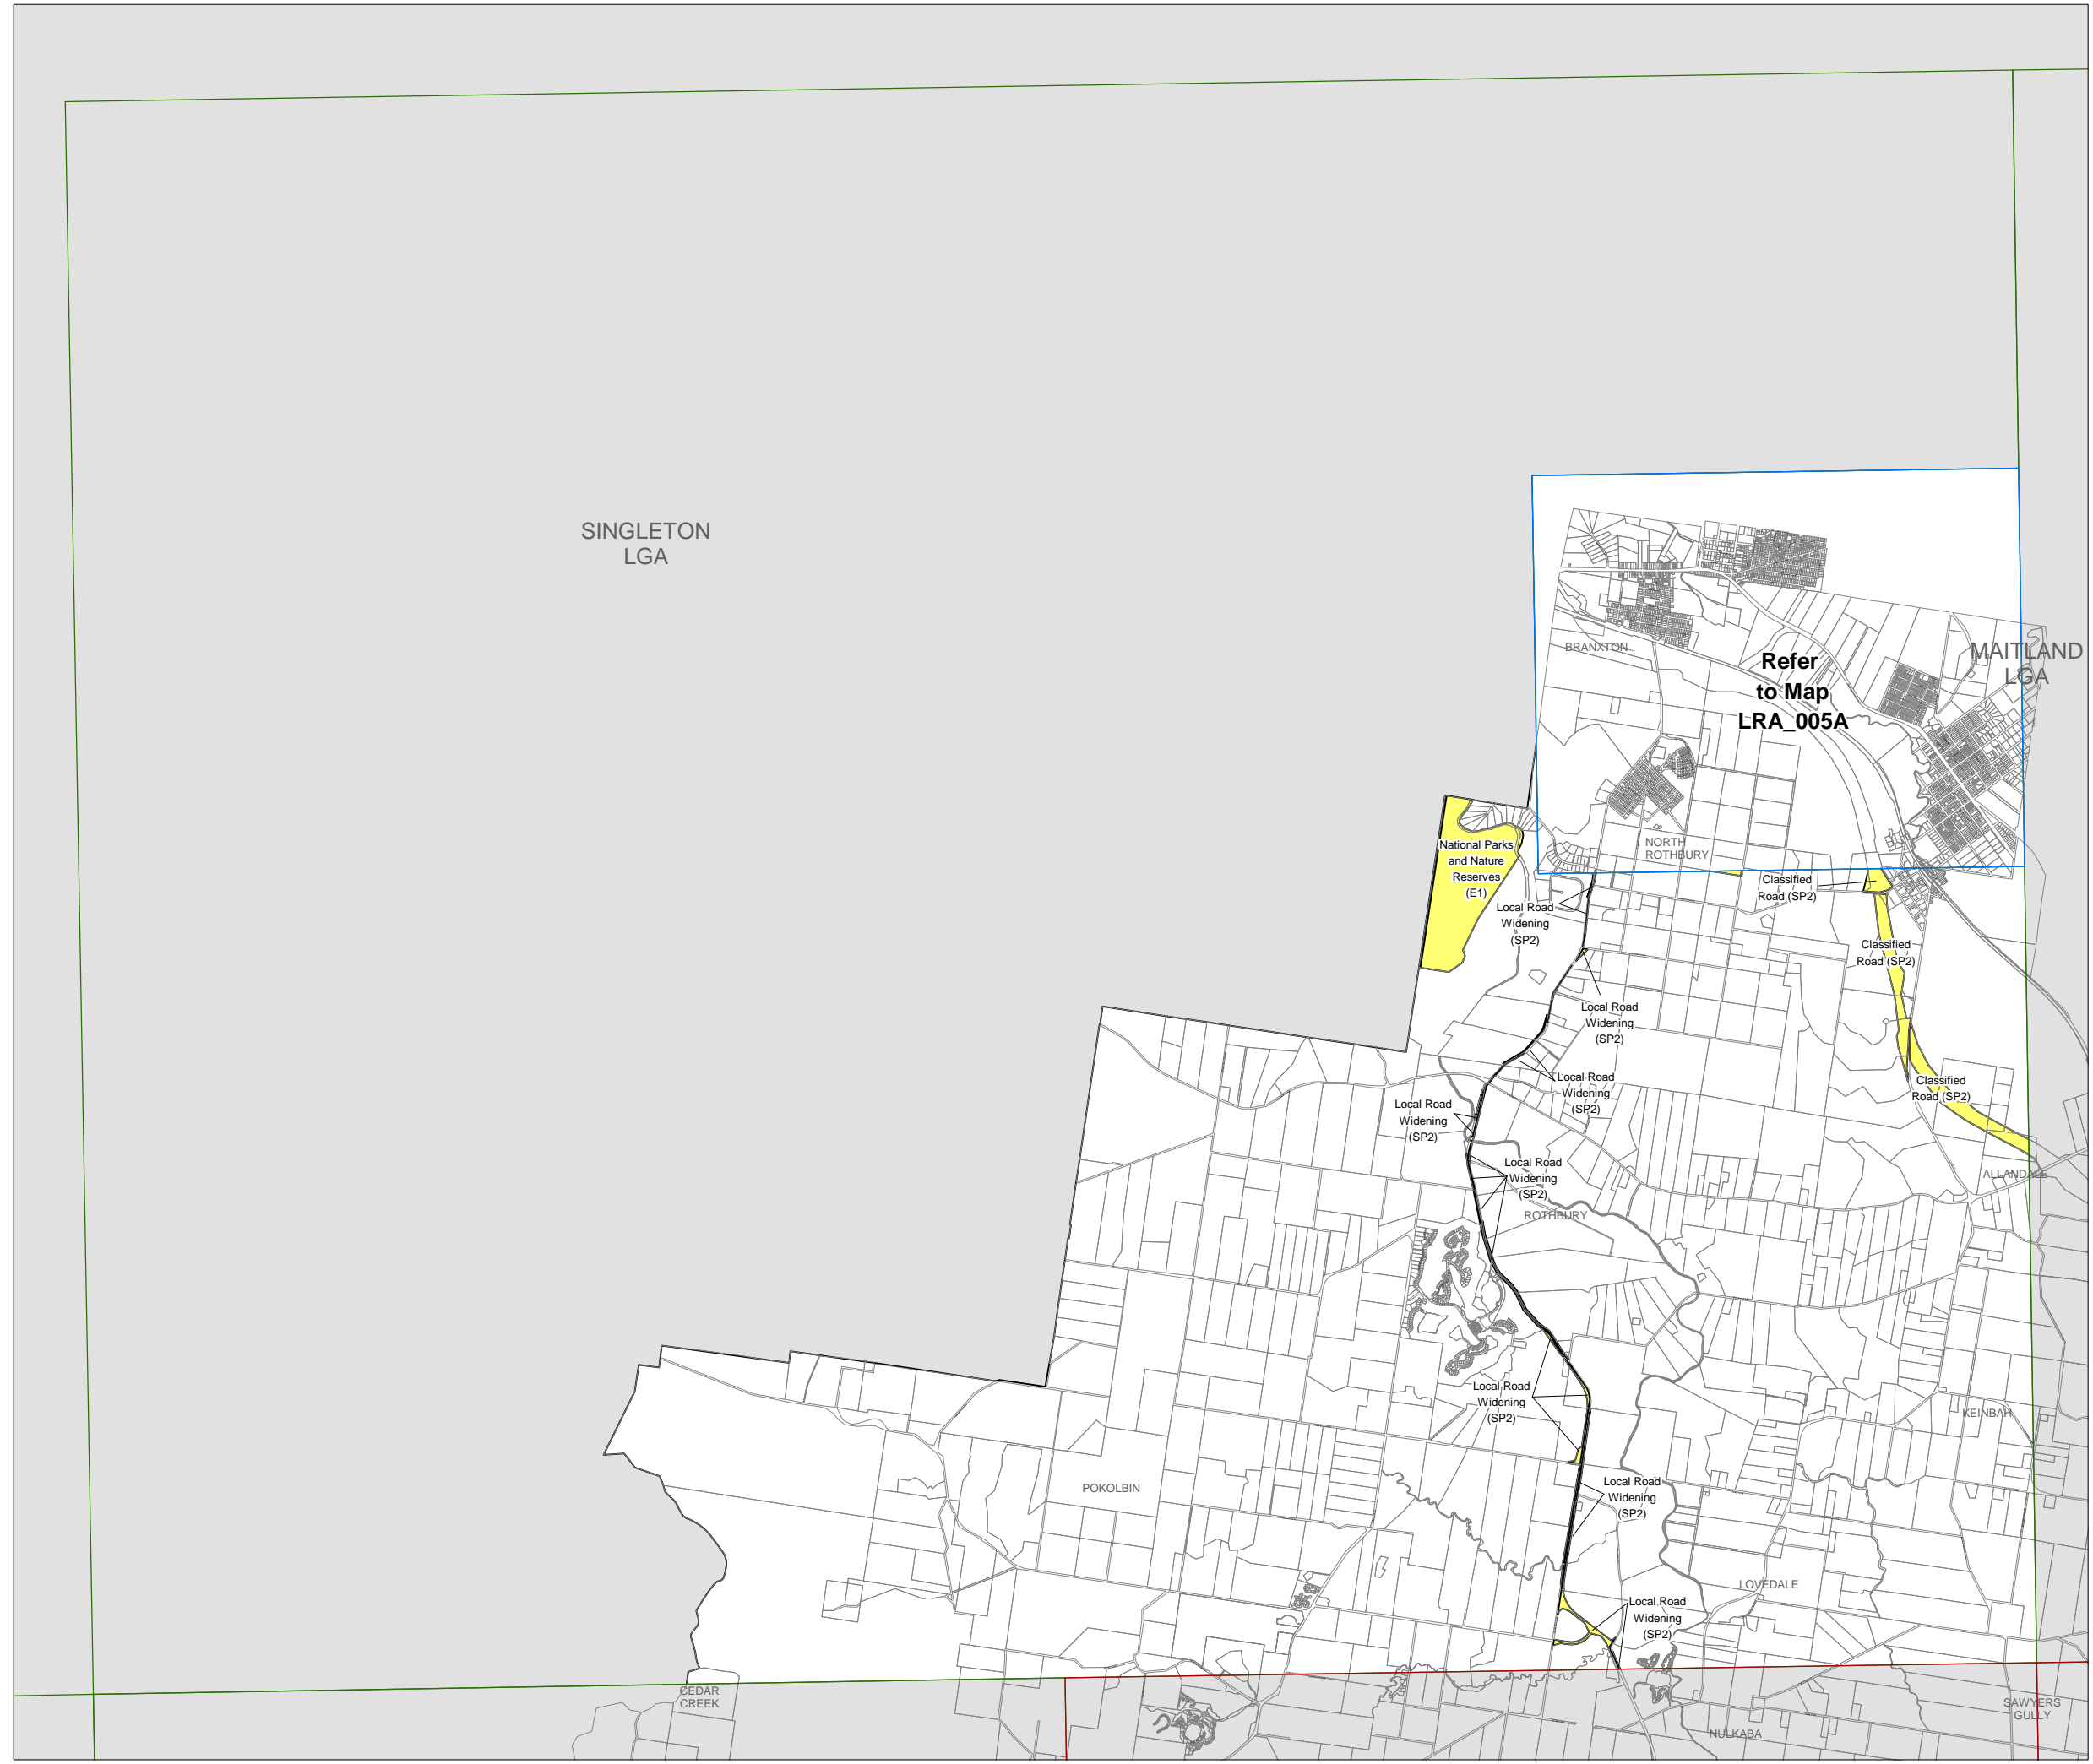 SINGLETON
LGA
BRANXTON
Refer
to Map
LRA_005A
MAITLAND
LGA
NORTH
ROTHBURY
National Parks
and Nature
Reserves
(E1)
Classified
Road (SP2)
Local Road
Widening
(SP2)
Classified
Road (SP2)
Local Road
Widening
(SP2)
Local Road
Widening
(SP2)
Classified
Road (SP2)
Local Road
Widening
(SP2)
Local Road
Widening
(SP2)
ALLANDALE
ROTHBURY
Local Road
Widening
(SP2)
KEINBAH
POKOLBIN
Local Road
Widening
(SP2)
LOVEDALE
Local Road
Widening
(SP2)
CEDAR
CREEK
SAWYERS
GULLY
NULKABA